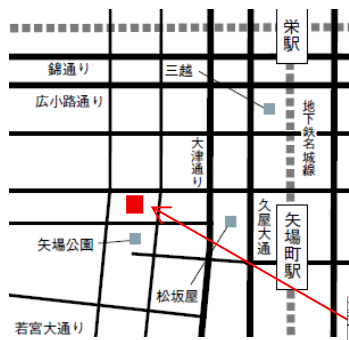 栄駅
錦通り
三越
広小路通り
地下鉄名城線
大津通り
久屋大通
矢場町駅
矢場公園
松坂屋
若宮大通り